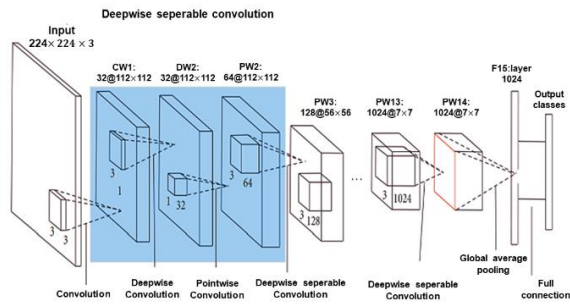 Deepwise seperable convolution
Input
224×224×3
CW1:
32@112×112
DW2:
32@112×112
PW2:
64@112×112
PW3:
128@56×56
PW13:
1024@7×7
PW14:
1024@7×7
F15:layer
1024
Output
classes
3
3
3
1
1
32
3
64
3
128
...
3
1024
Convolution
Deepwise
Convolution
Pointwise
Convolution
Deepwise seperable
Convolution
Deepwise seperable
Convolution
Global average
pooling
Full
connection